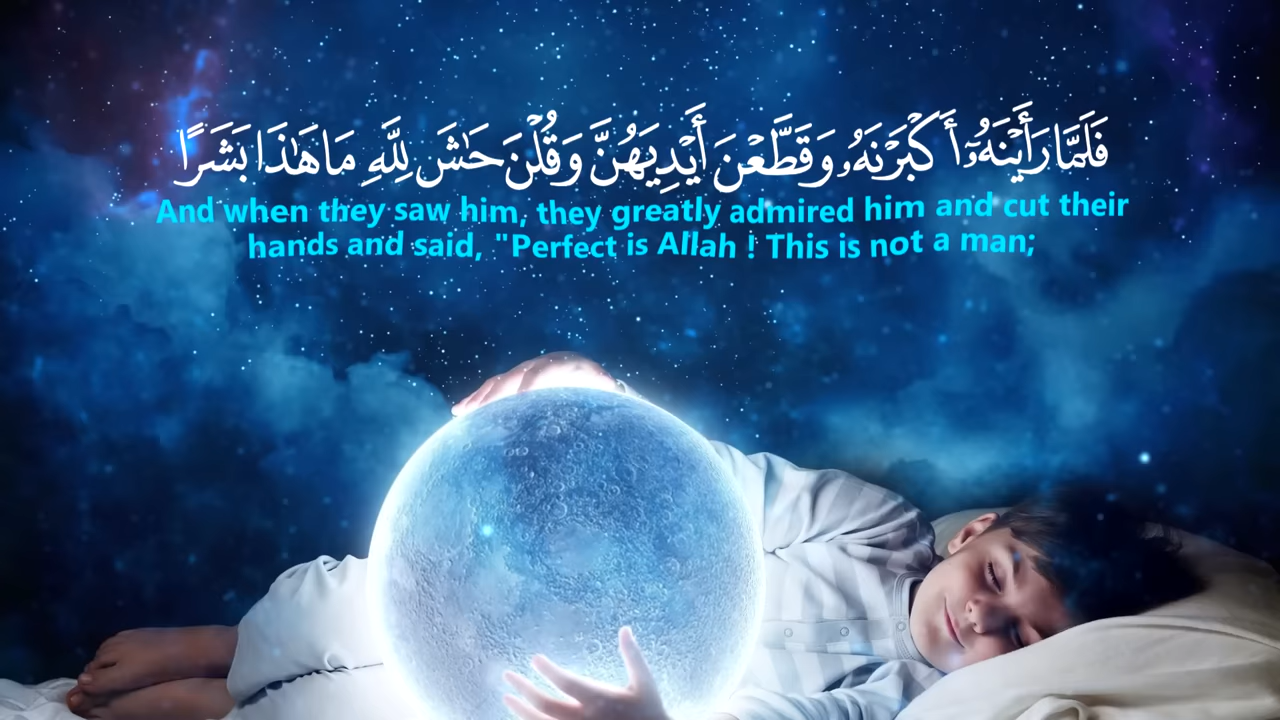 فَلَمَّا رَأَيْنَهُۥٓ أَكْبَرْنَهُۥ وَقَطَّعْنَ أَيْدِيَهُنَّ وَقُلْنَ حَٰشَ لِلَّهِ مَا هَٰذَا بَشَرًا
And when they saw him, they greatly admired him and cut their
hands and said, "Perfect is Allah ! This is not a man;